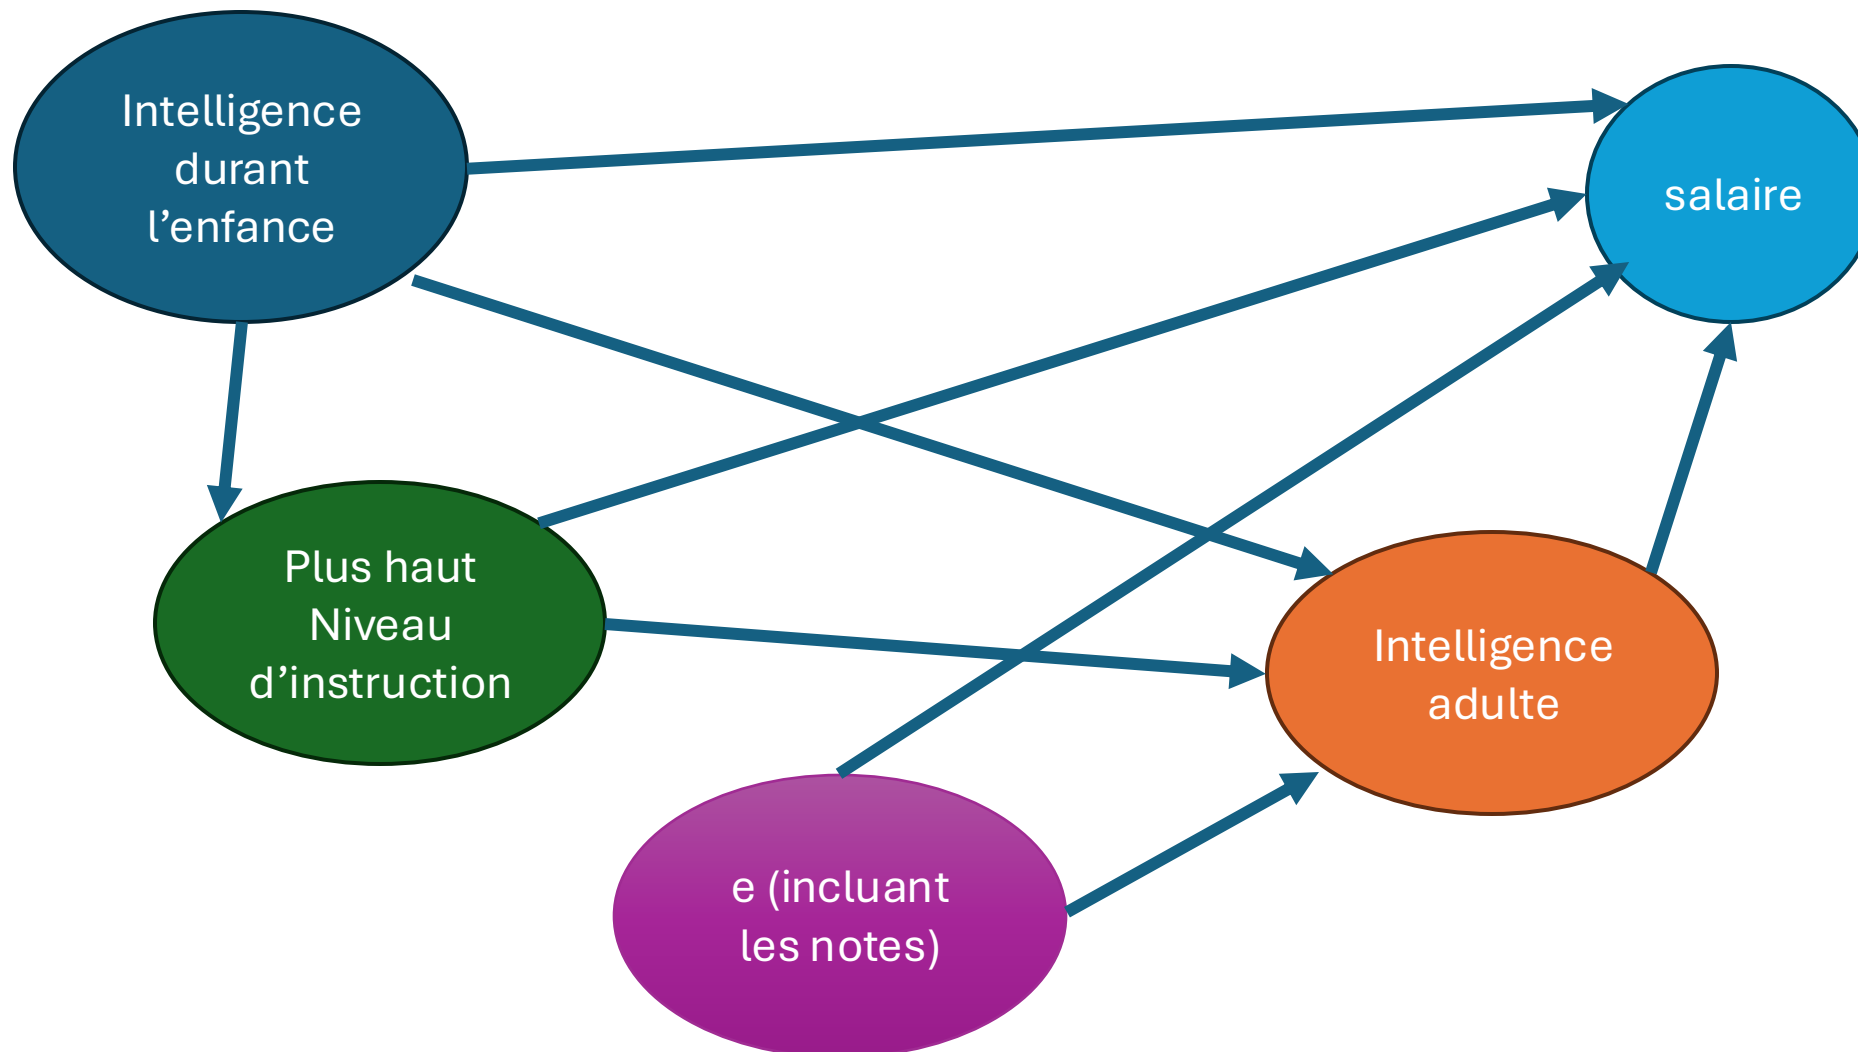 Intelligence
durant
l’enfance
salaire
Plus haut
Niveau
d’instruction
Intelligence
adulte
e (incluant
les notes)